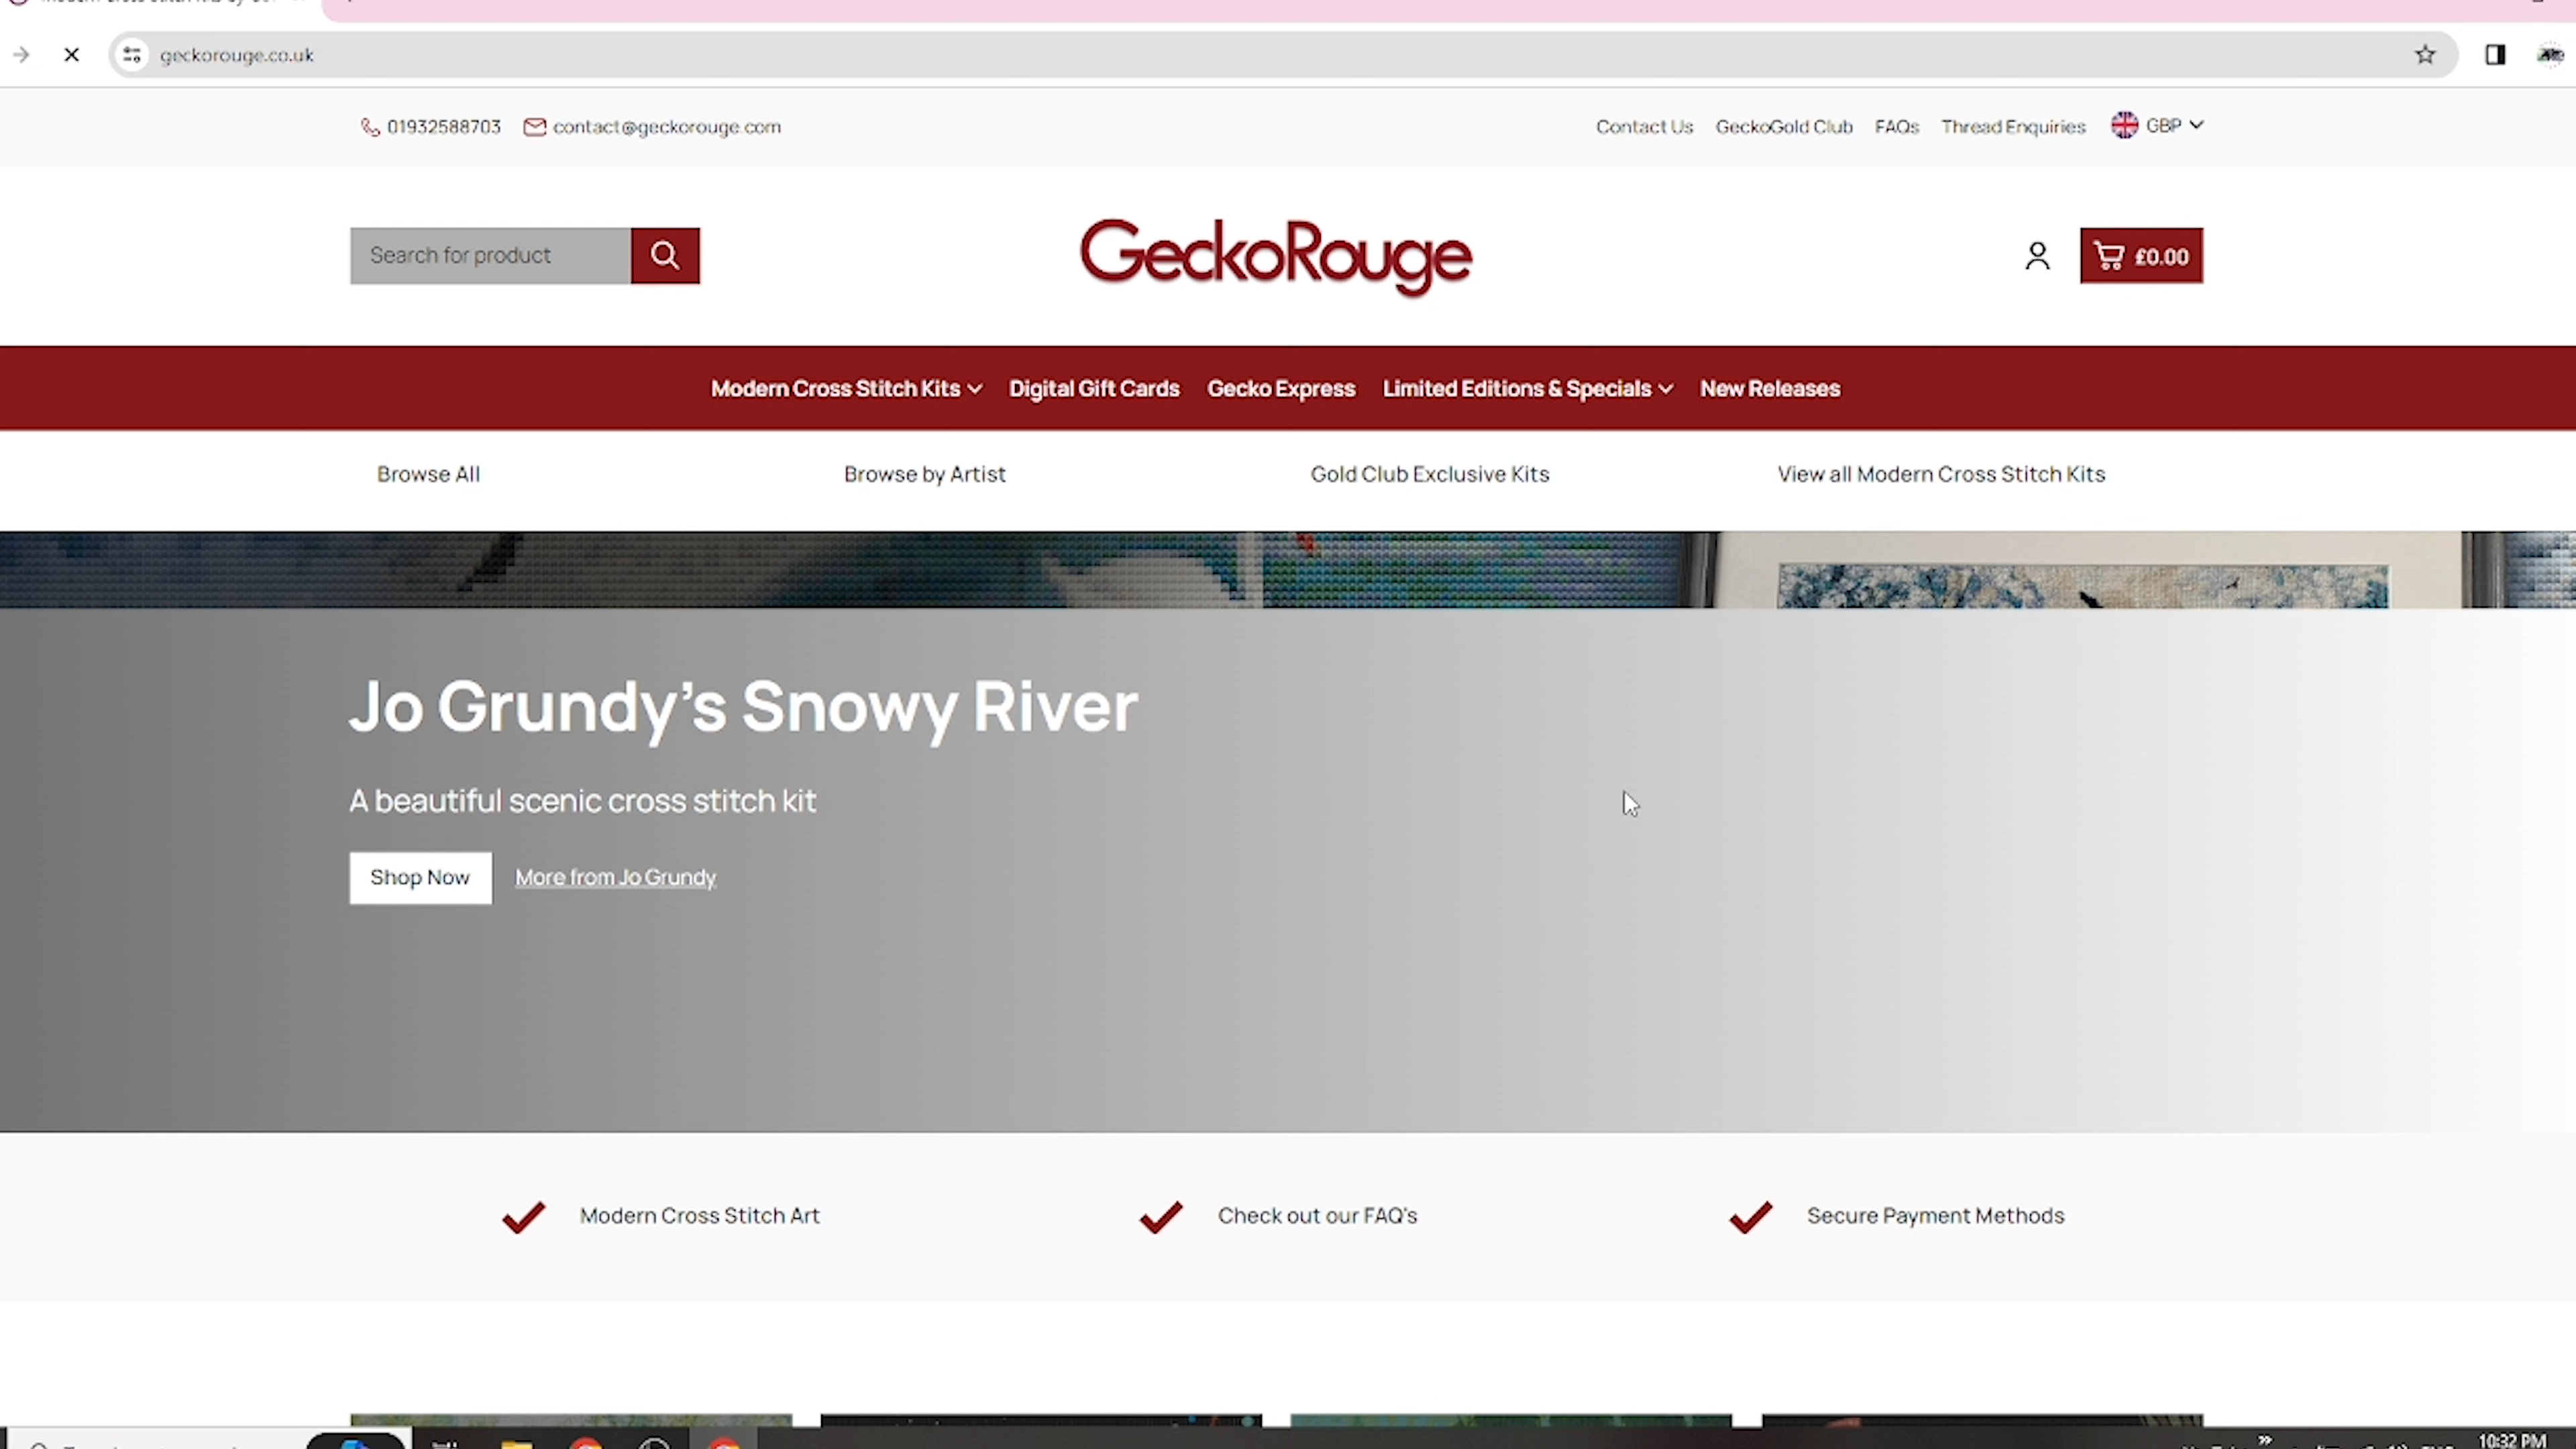 geckorouge.co.uk
01932588703 contact@geckorouge.com
Contact Us GeckoGold Club FAQs Thread Enquiries GBP
Search for product
GeckoRouge
£0.00
Modern Cross Stitch Kits Digital Gift Cards Gecko Express Limited Editions & Specials New Releases
Browse All Browse by Artist Gold Club Exclusive Kits View all Modern Cross Stitch Kits
Jo Grundy’s Snowy River
A beautiful scenic cross stitch kit
Shop Now More from Jo Grundy
Modern Cross Stitch Art Check out our FAQ's Secure Payment Methods
10:32 PM